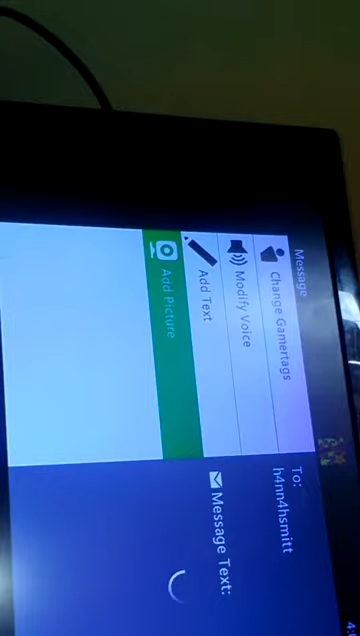 Message
Change Gamertags
Modify Voice
Add Text
Add Picture
To:
h4nn4hsmitt
Message Text: